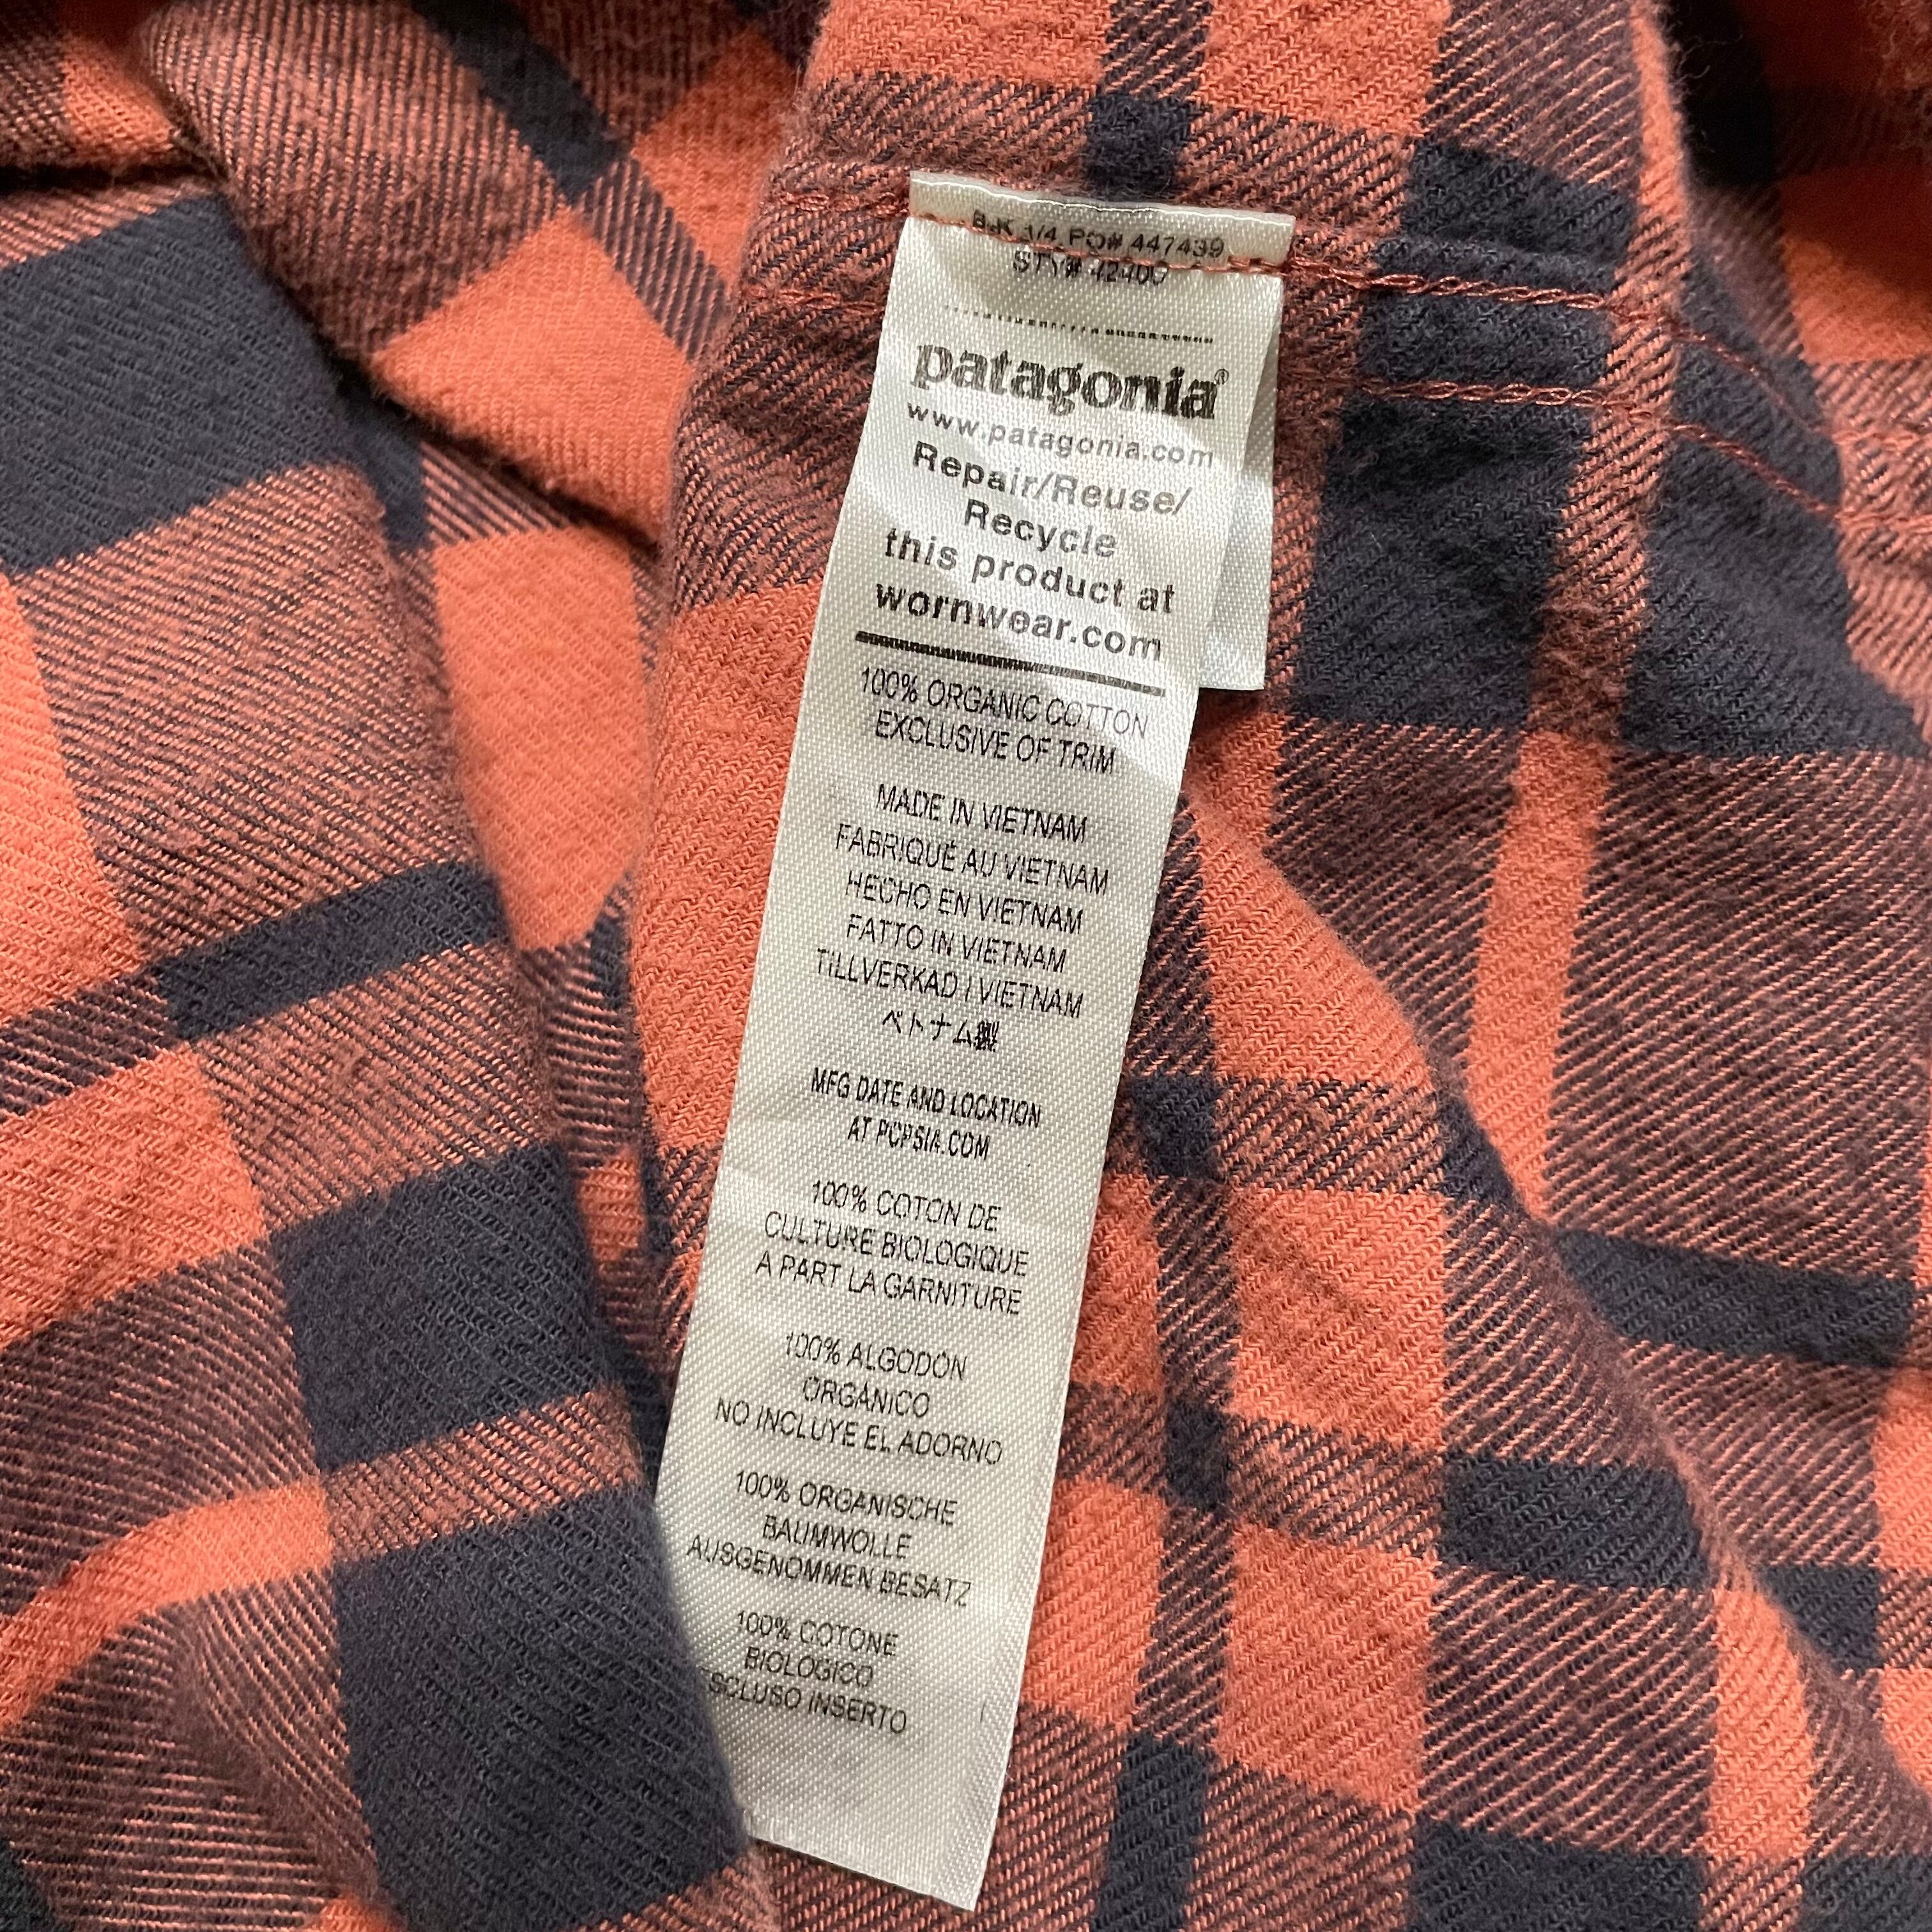 PO# 447439
STY# 42400
patagonia®
www.patagonia.com
Repair/Reuse/
Recycle
this product at
wornwear.com
100% ORGANIC COTTON
EXCLUSIVE OF TRIM
MADE IN VIETNAM
FABRIQUÉ AU VIETNAM
HECHO EN VIETNAM
FATTO IN VIETNAM
TILLVERKAD I VIETNAM
ベトナム製
MFG DATE AND LOCATION
AT PCPSIA.COM
100% COTON DE
CULTURE BIOLOGIQUE
A PART LA GARNITURE
100% ALGODÓN
ORGÁNICO
NO INCLUYE EL ADORNO
100% ORGANISCHE
BAUMWOLLE
AUSGENOMMEN BESATZ
100% COTONE
BIOLOGICO
ESCLUSO INSERTO